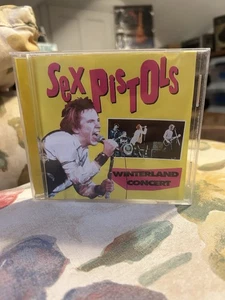 SEX PISTOLS
WINTERLAND
CONCERT